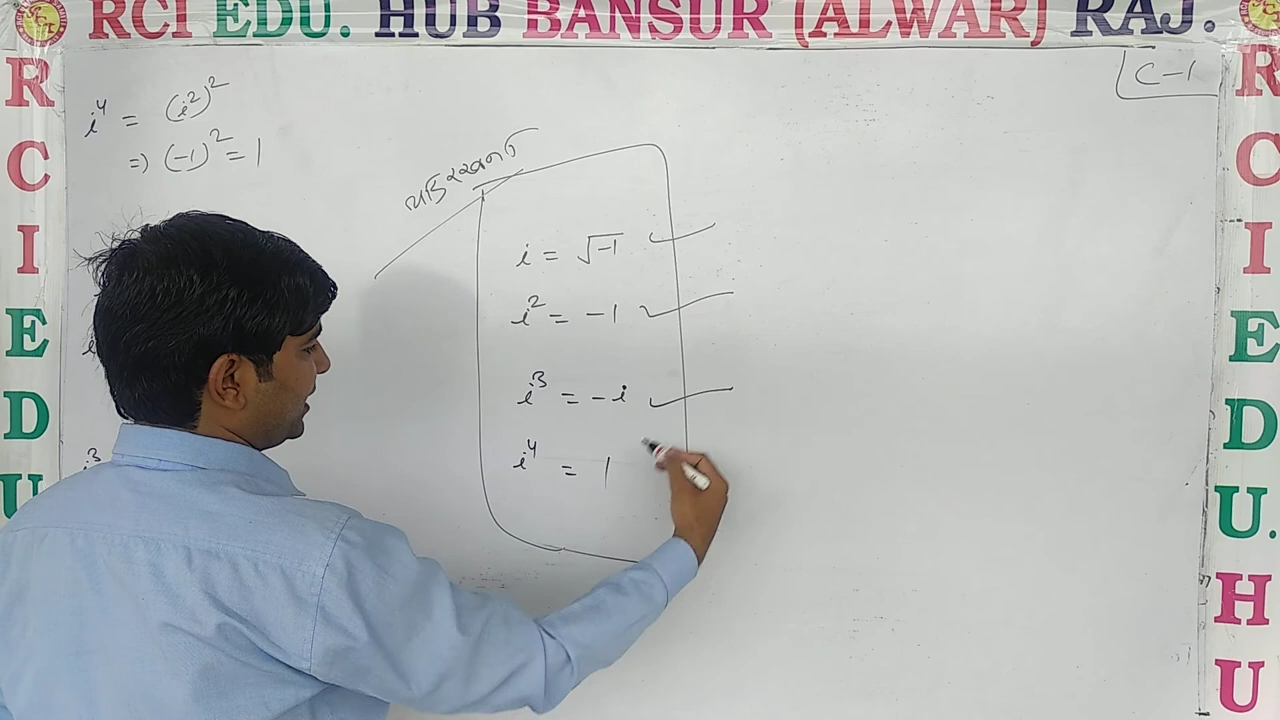 RCI EDU. HUB BANSUR (ALWAR) RAJ.
R
C
I
E
D
U
C-1
i⁴ = (i²)²
=> (-1)² = 1
i = √-1
i² = -1
i³ = -i
i⁴ = 1
i³
R
C
I
E
D
U.
H
U